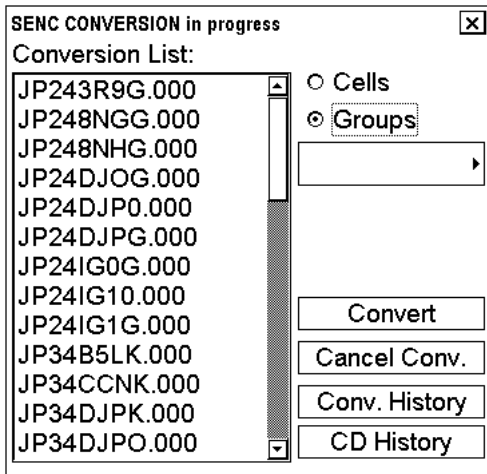 SENC CONVERSION in progress
Conversion List:
JP243R9G.000
JP248NGG.000
JP248NHG.000
JP24DJOG.000
JP24DJP0.000
JP24DJPG.000
JP24IG0G.000
JP24IG10.000
JP24IG1G.000
JP34B5LK.000
JP34CCNK.000
JP34DJPK.000
JP34DJPO.000
Cells
Groups
Convert
Cancel Conv.
Conv. History
CD History